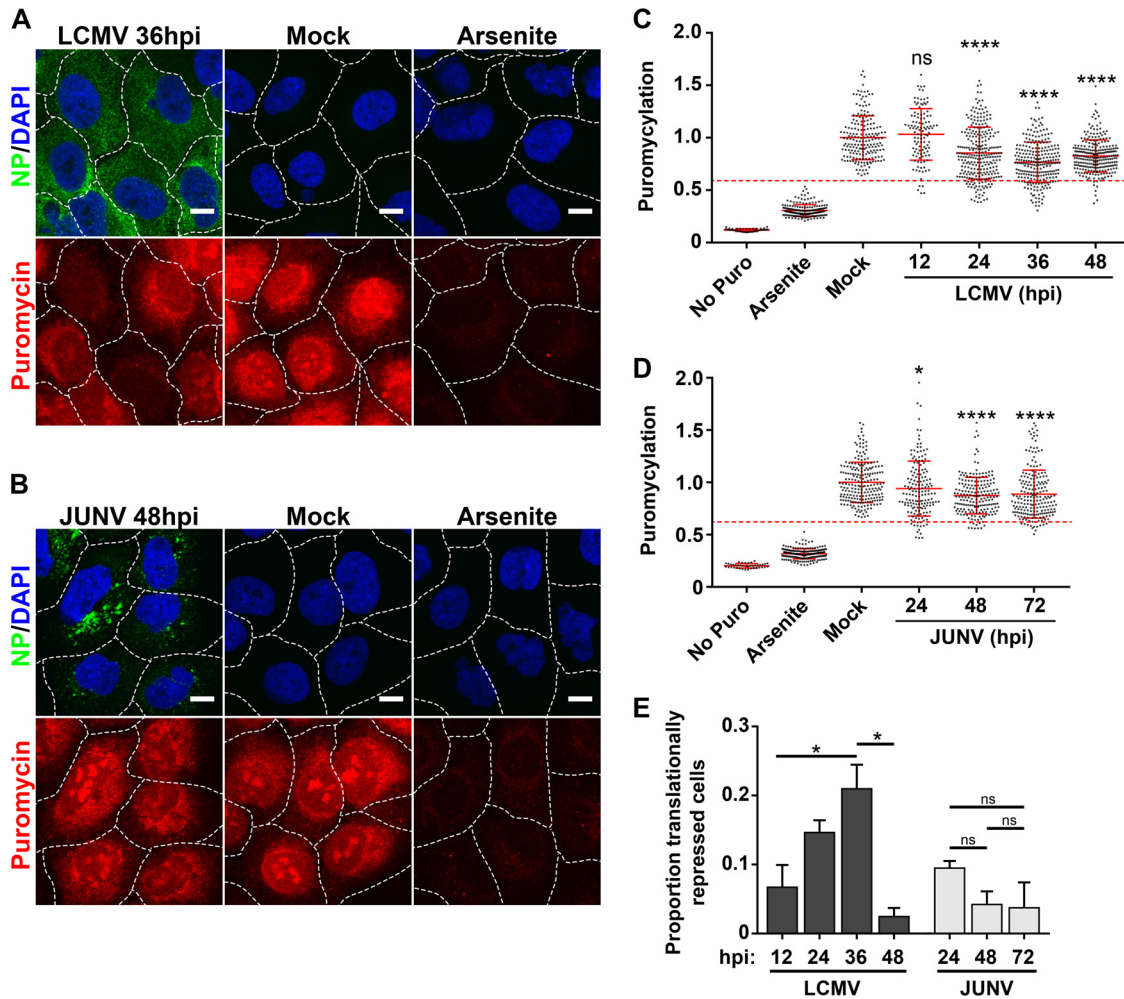 A
LCMV 36hpi Mock Arsenite
NP/DAPI
Puromycin
B
JUNV 48hpi Mock Arsenite
NP/DAPI
Puromycin
C
Puromycylation
2.0
1.5
1.0
0.5
0
ns **** **** ****
No Puro Arsenite Mock 12 24 36 48
LCMV (hpi)
D
Puromycylation
2.0
1.5
1.0
0.5
0
* **** ****
No Puro Arsenite Mock 24 48 72
JUNV (hpi)
E
Proportion translationally
repressed cells
0.3
0.2
0.1
0
* *
ns
ns ns
hpi: 12 24 36 48 24 48 72
LCMV JUNV